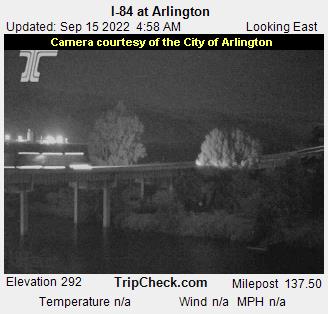 I-84 at Arlington
Updated: Sep 15 2022 4:58 AM Looking East
Camera courtesy of the City of Arlington
Elevation 292 TripCheck.com Milepost 137.50
Temperature n/a Wind n/a MPH n/a